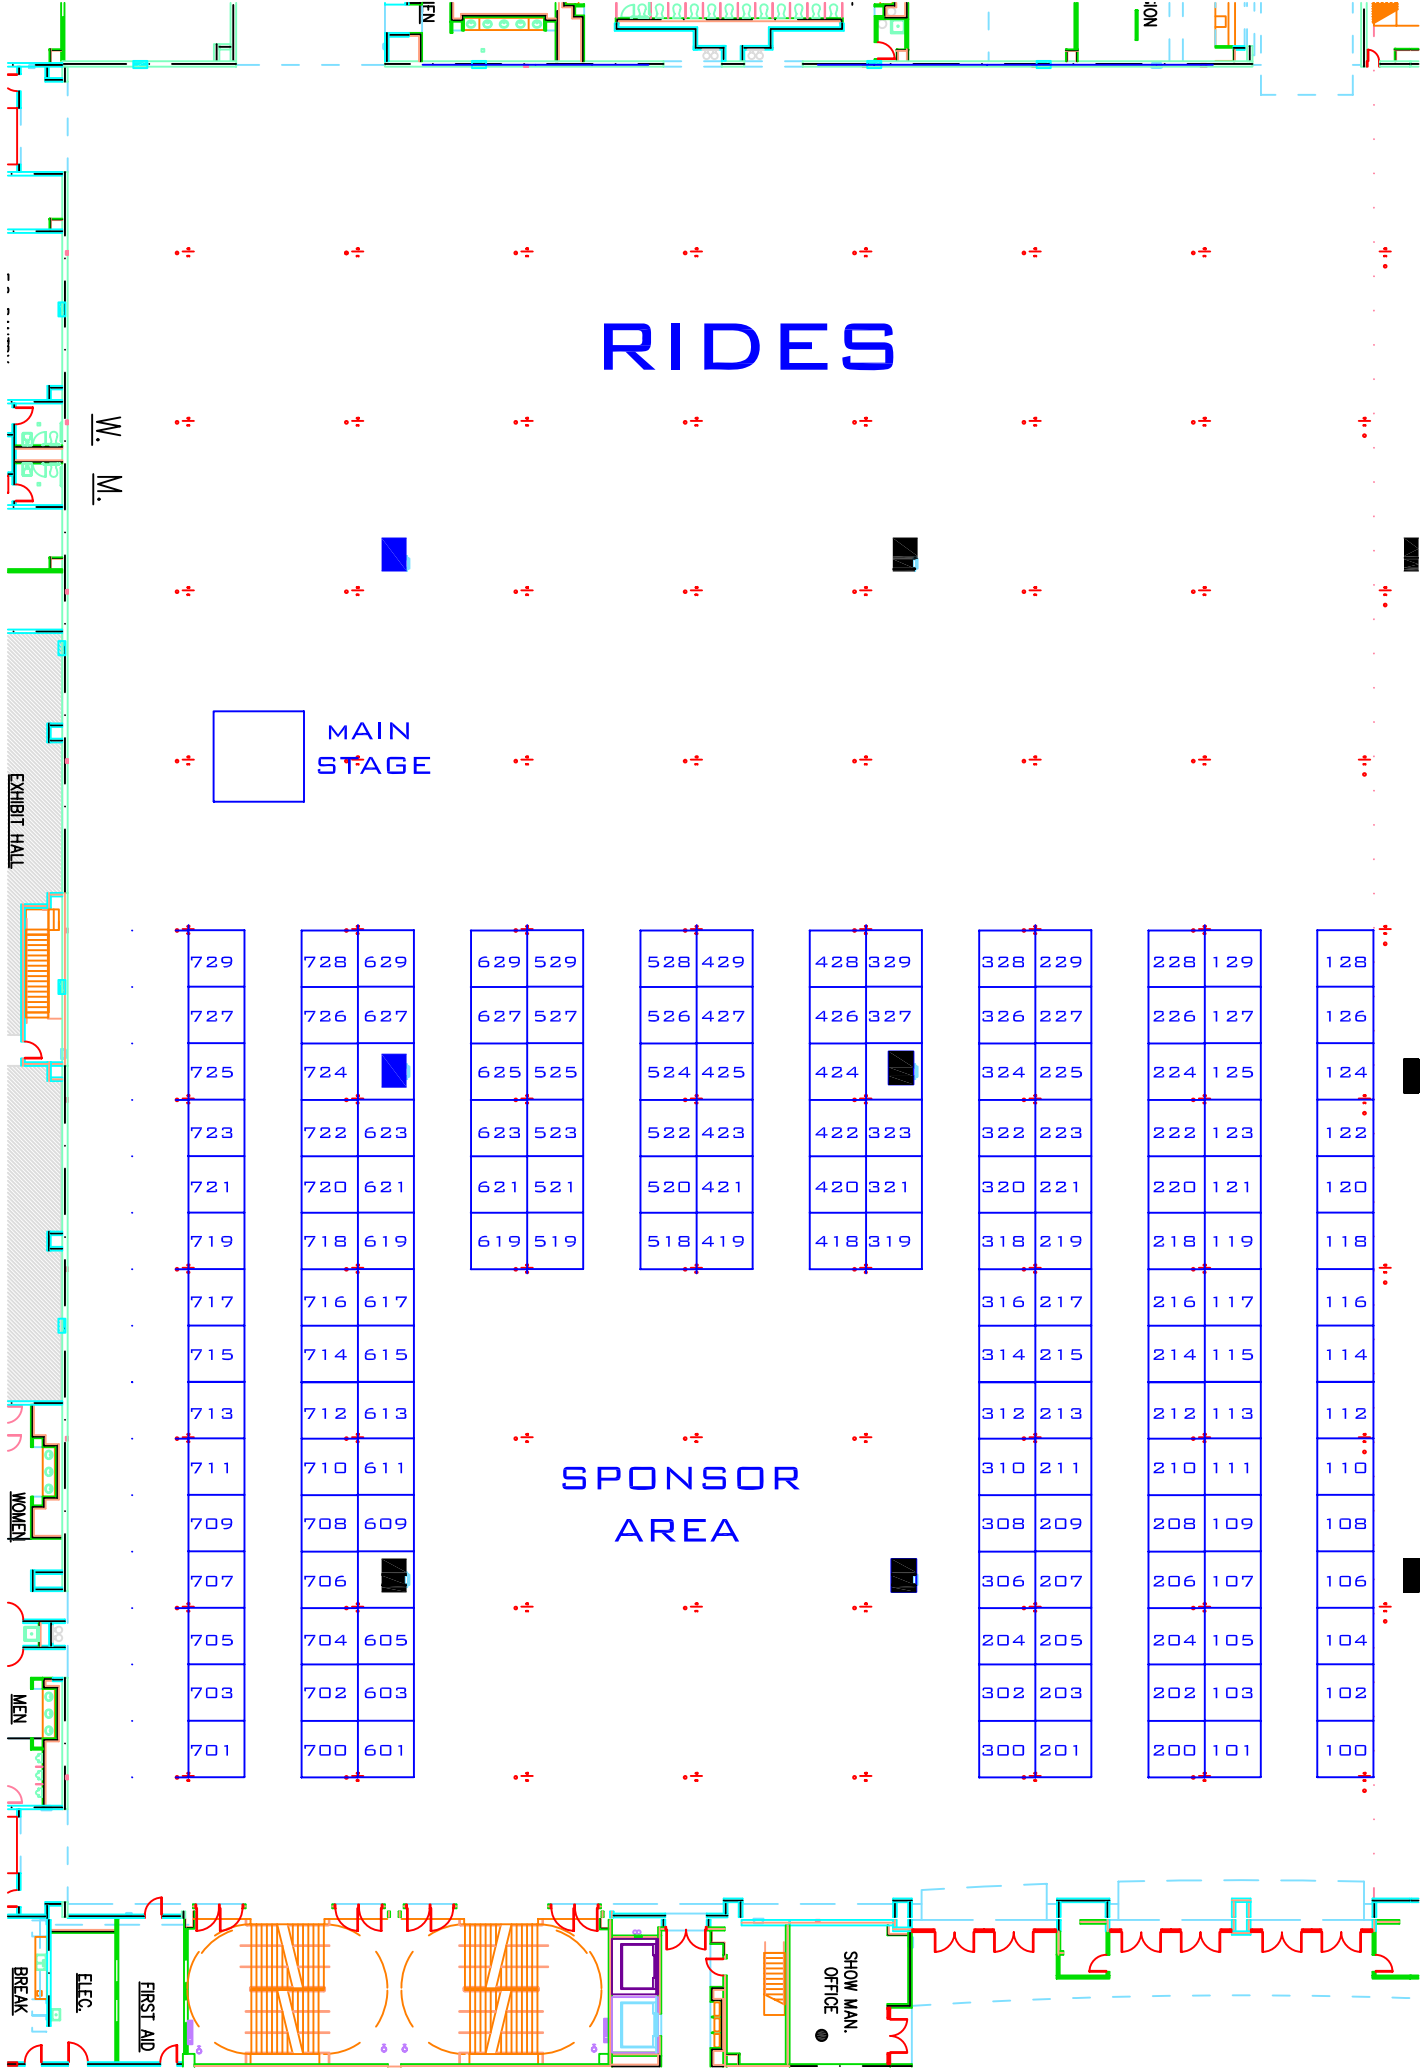 RIDES
W.
M.
MAIN
STAGE
EXHIBIT HALL
729 728 629 629 529 528 429 428 329 328 229 228 129 128
727 726 627 627 527 526 427 426 327 326 227 226 127 126
725 724 625 525 524 425 424 324 225 224 125 124
723 722 623 623 523 522 423 422 323 322 223 222 123 122
721 720 621 621 521 520 421 420 321 320 221 220 121 120
719 718 619 619 519 518 419 418 319 318 219 218 119 118
717 716 617 316 217 216 117 116
715 714 615 314 215 214 115 114
713 712 613 312 213 212 113 112
711 710 611 310 211 210 111 110
SPONSOR
AREA
709 708 609 308 209 208 109 108
WOMEN
707 706 306 207 206 107 106
705 704 605 204 205 204 105 104
703 702 603 302 203 202 103 102
MEN
701 700 601 300 201 200 101 100
BREAK
ELEC.
FIRST AID
SHOW MAN.
OFFICE